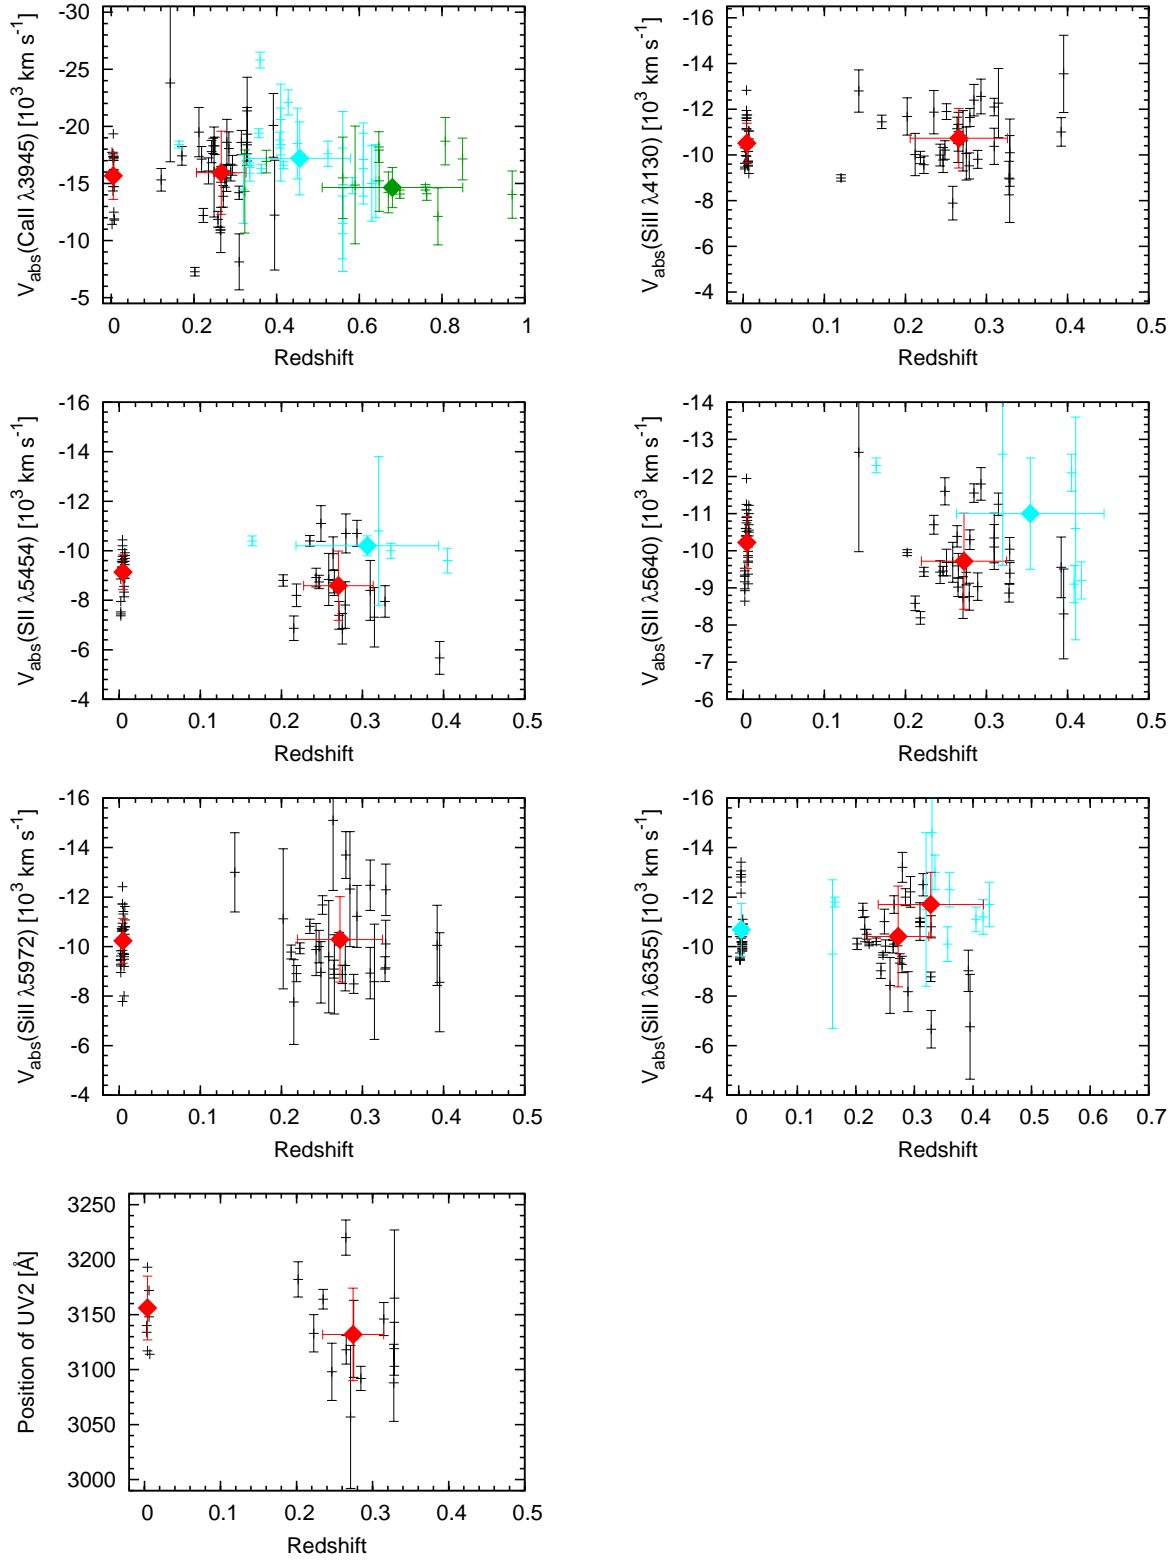 -30
-25
-20
-15
-10
-5
0 0.2 0.4 0.6 0.8 1
V_abs(CaII λ3945) [10^3 km s^-1]
Redshift
-16
-14
-12
-10
-8
-6
-4
0 0.1 0.2 0.3 0.4 0.5
V_abs(SiII λ4130) [10^3 km s^-1]
Redshift
-16
-14
-12
-10
-8
-6
-4
0 0.1 0.2 0.3 0.4 0.5
V_abs(SII λ5454) [10^3 km s^-1]
Redshift
-14
-13
-12
-11
-10
-9
-8
-7
-6
0 0.1 0.2 0.3 0.4 0.5
V_abs(SII λ5640) [10^3 km s^-1]
Redshift
-16
-14
-12
-10
-8
-6
-4
0 0.1 0.2 0.3 0.4 0.5
V_abs(SiII λ5972) [10^3 km s^-1]
Redshift
-16
-14
-12
-10
-8
-6
-4
0 0.1 0.2 0.3 0.4 0.5 0.6 0.7
V_abs(SiII λ6355) [10^3 km s^-1]
Redshift
3250
3200
3150
3100
3050
3000
0 0.1 0.2 0.3 0.4 0.5
Position of UV2 [Å]
Redshift